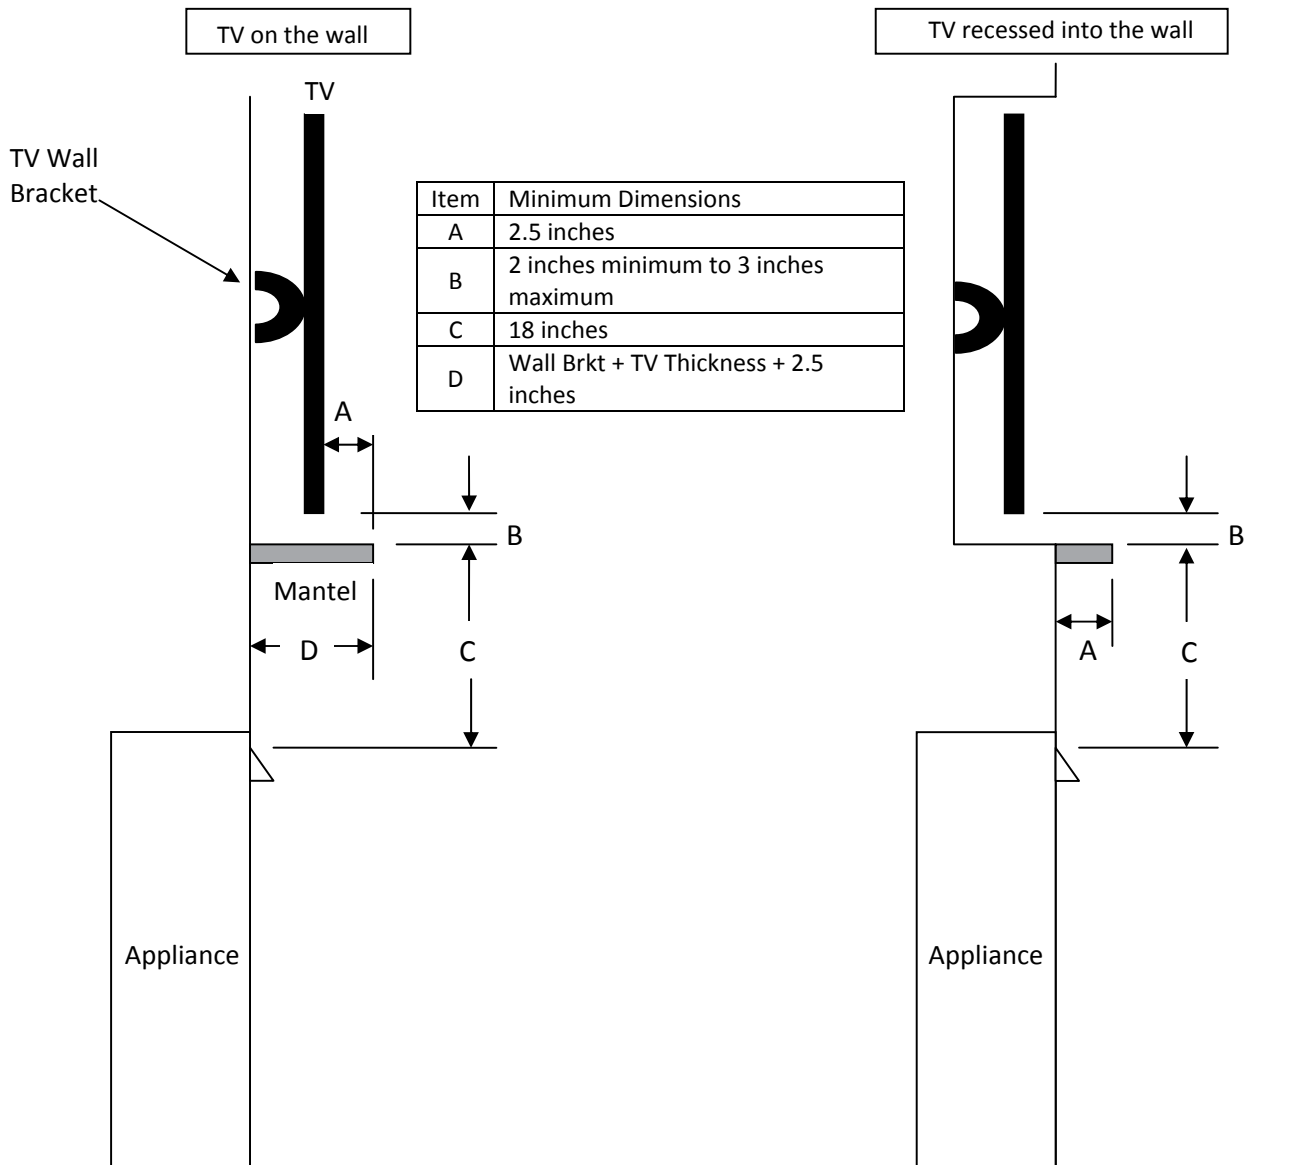 TV on the wall
TV recessed into the wall
TV
TV Wall
Bracket
Item Minimum Dimensions
A 2.5 inches
B 2 inches minimum to 3 inches
maximum
C 18 inches
D Wall Brkt + TV Thickness + 2.5
inches
A
B
Mantel
D
C
Appliance
B
A
C
Appliance